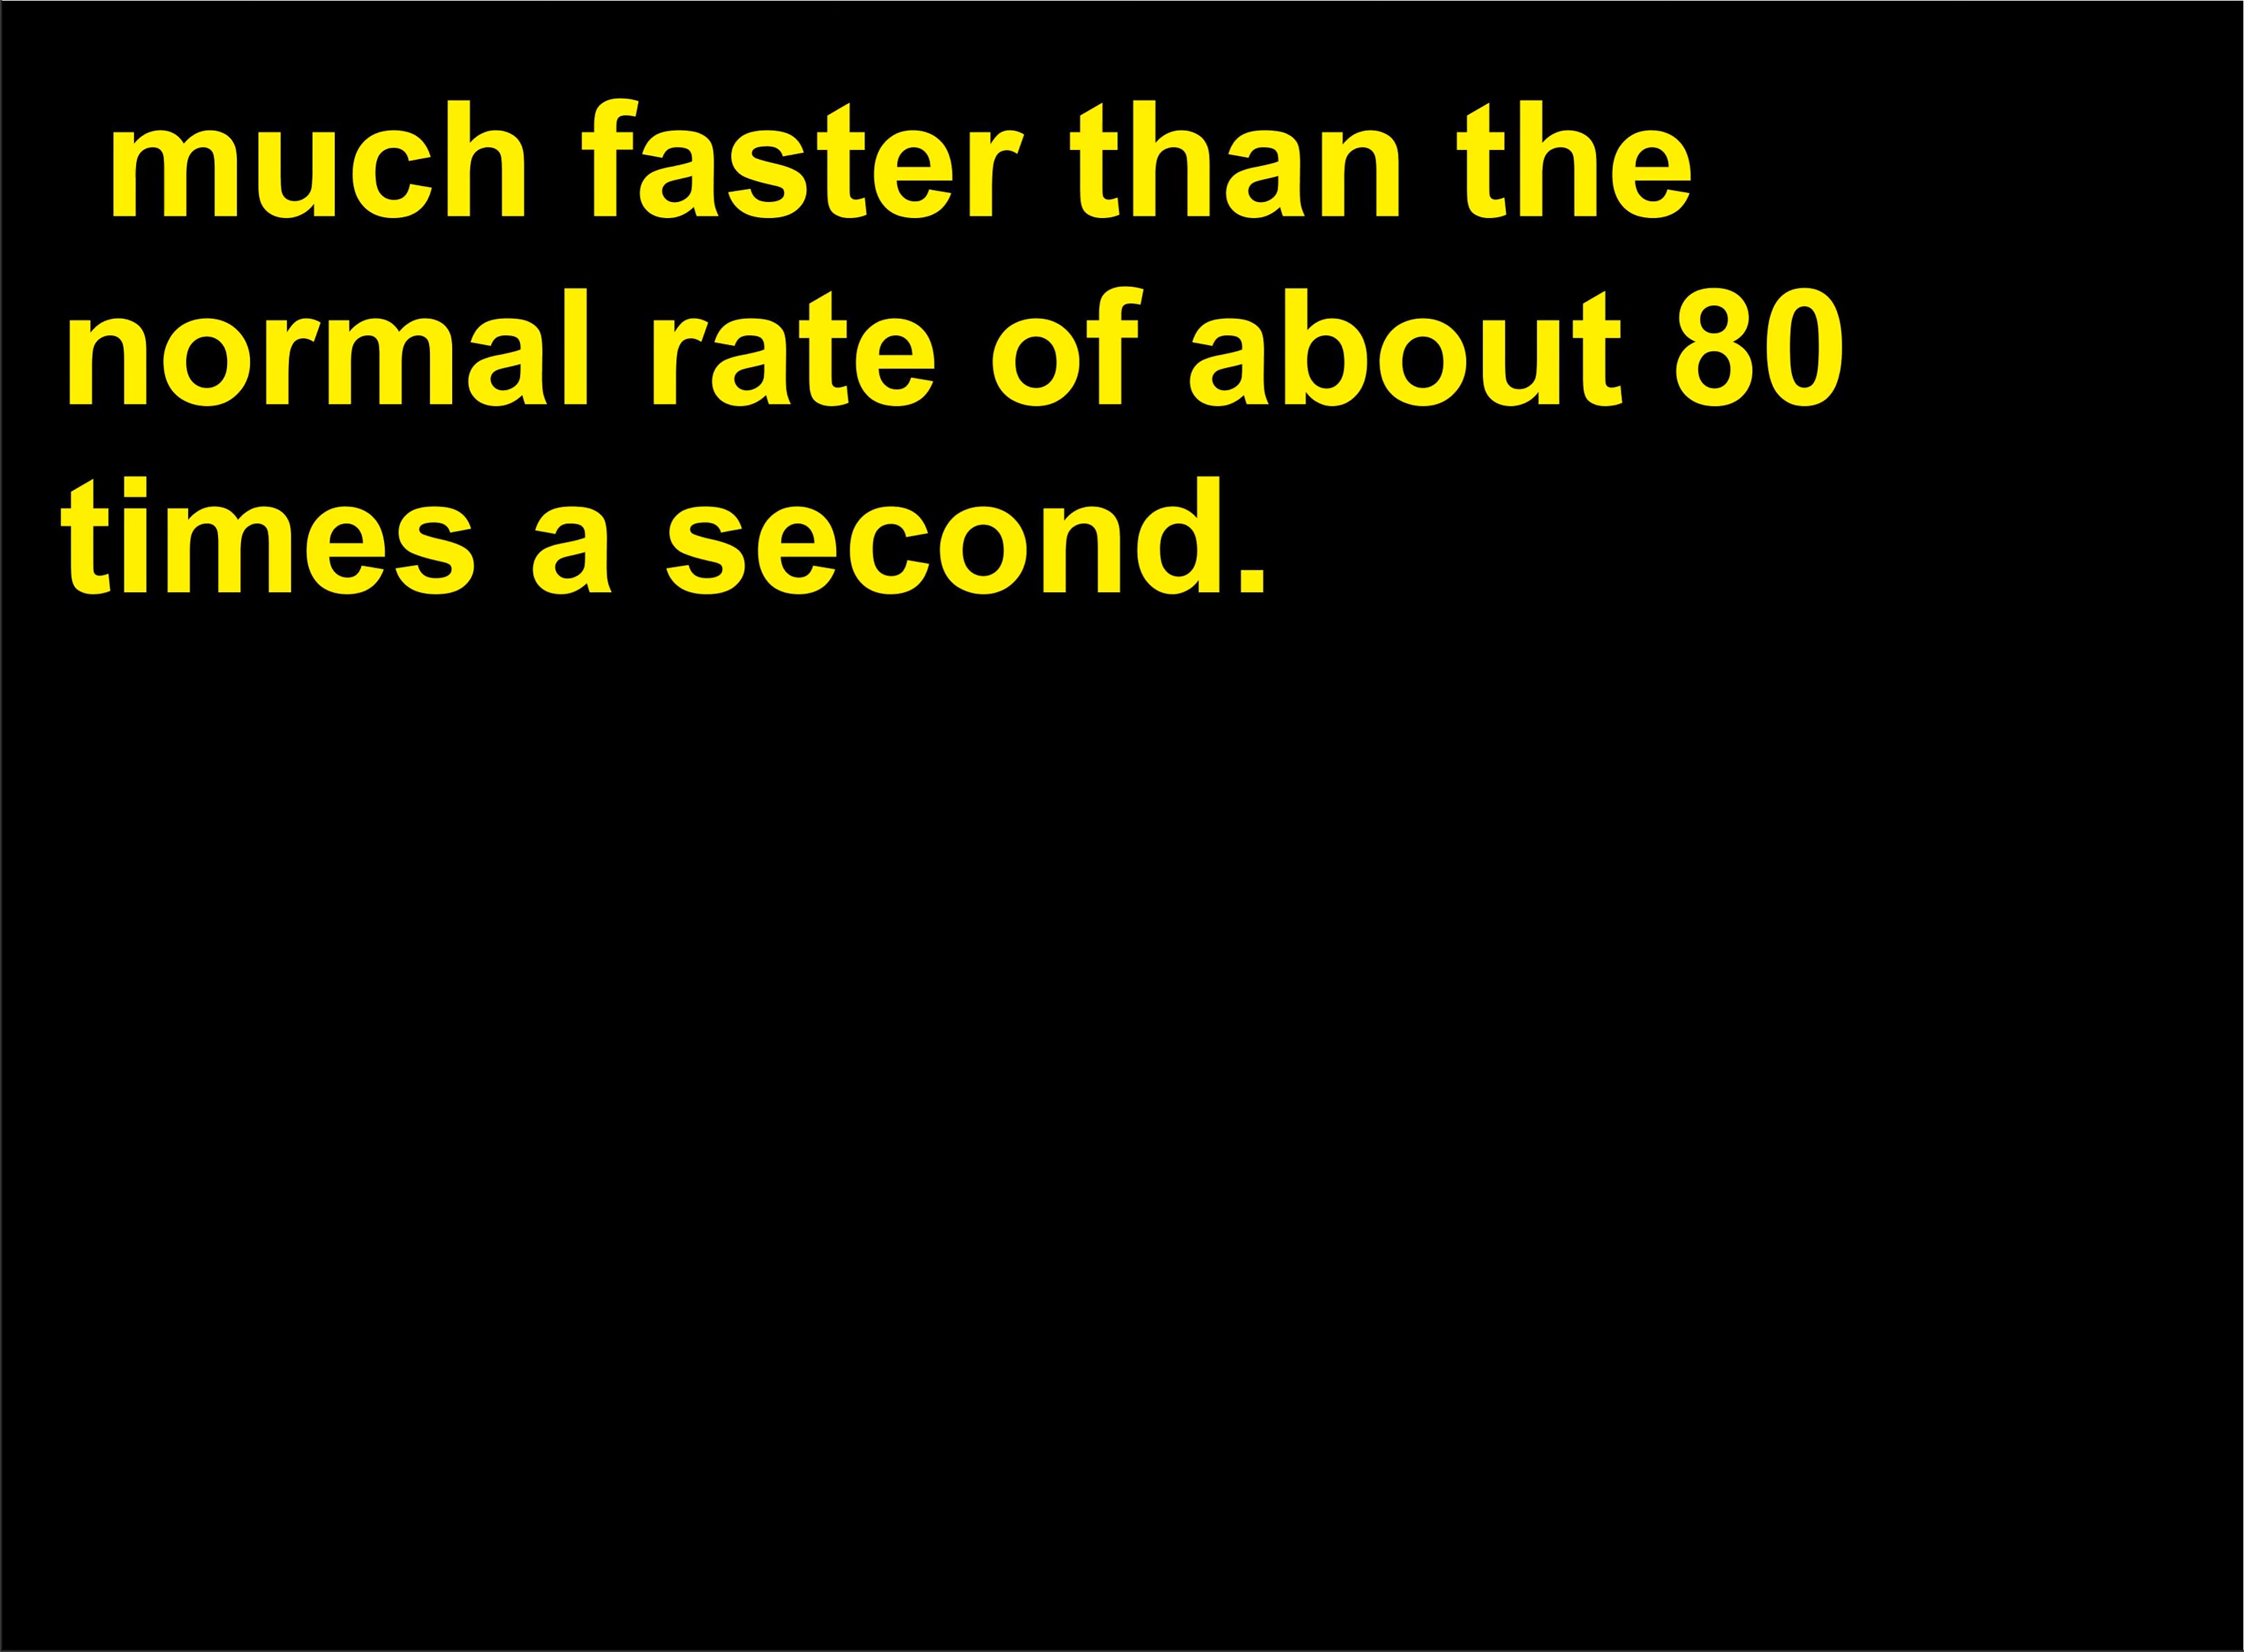 much faster than the
normal rate of about 80
times a second.